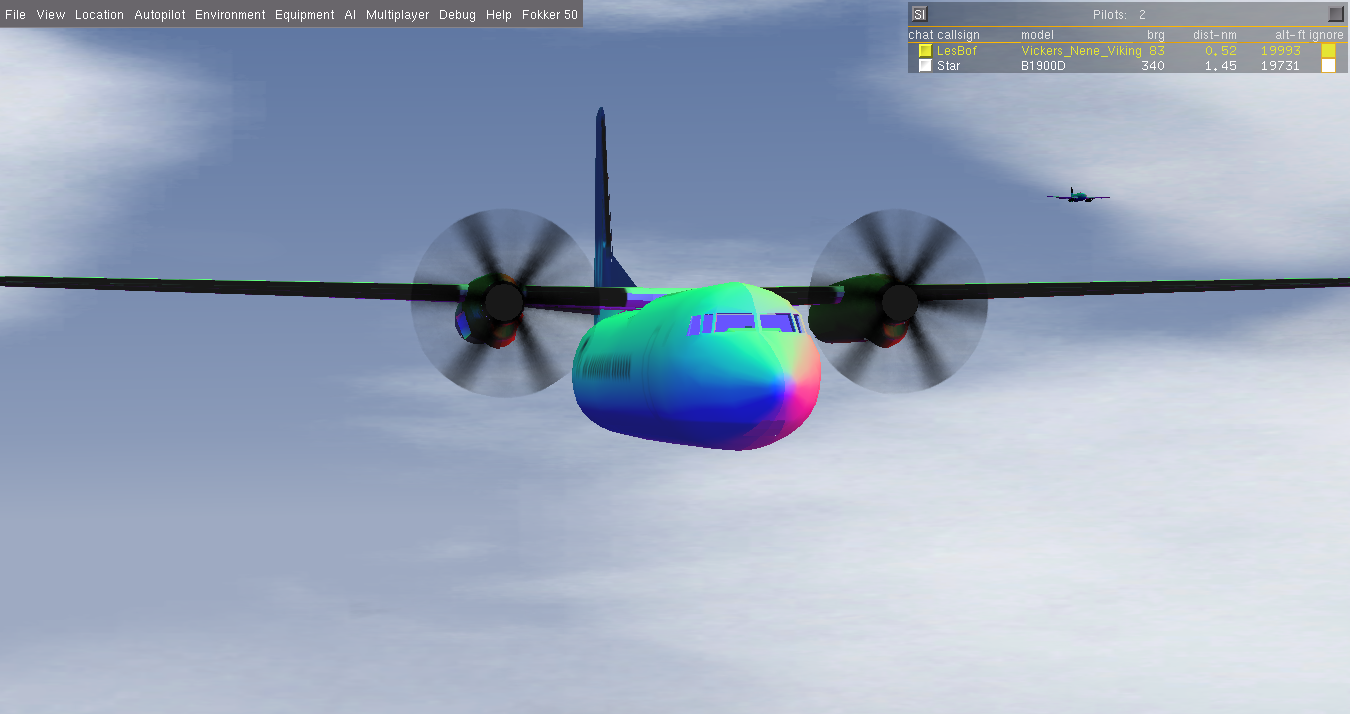 File View Location Autopilot Environment Equipment AI Multiplayer Debug Help Fokker 50
SI Pilots: 2
chat callsign model brg dist-nm alt-ft ignore
LesBof Vickers_Nene_Viking 83 0.52 19993
Star B1900D 340 1.45 19731